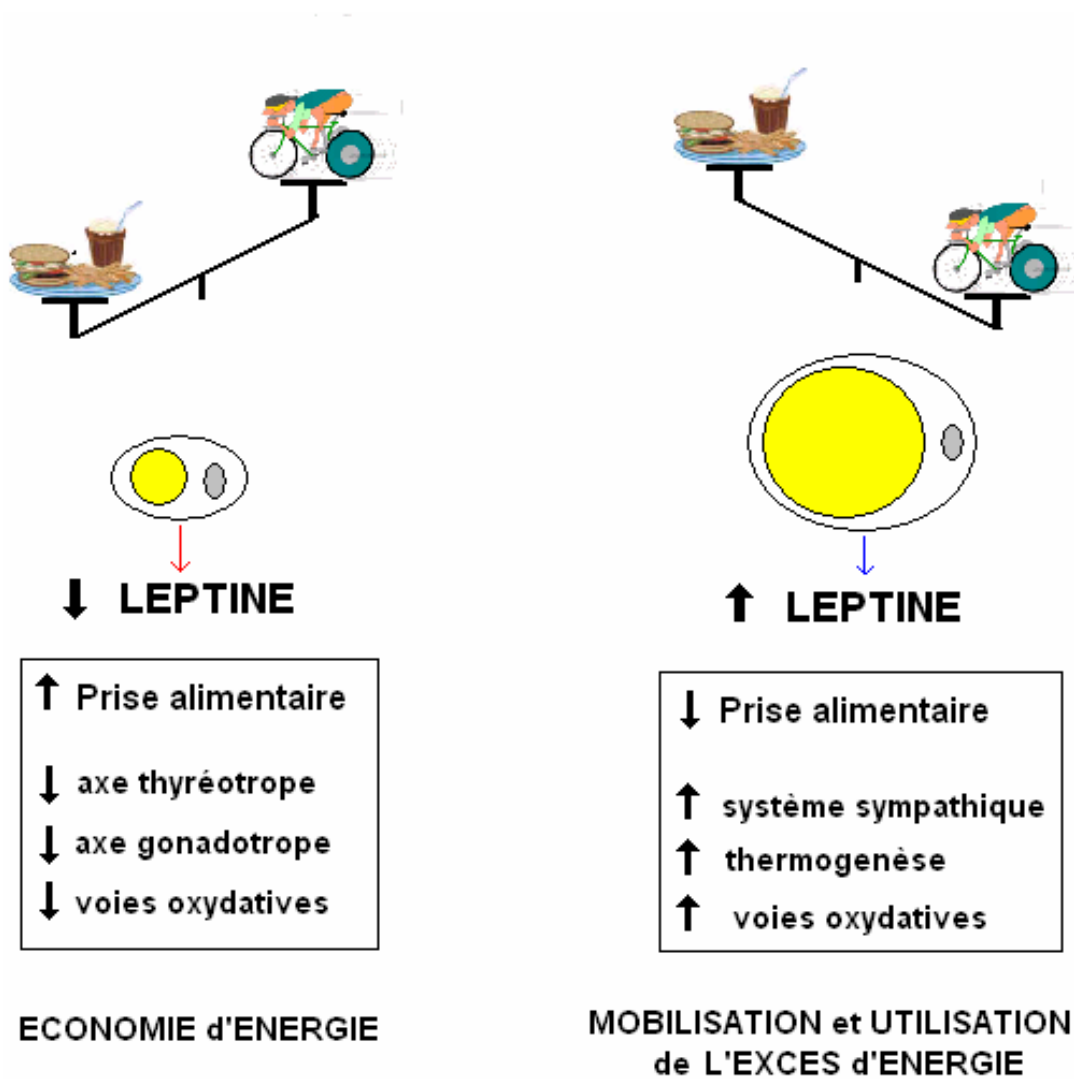 ↓ LEPTINE
↑ Prise alimentaire
↓ axe thyréotrope
↓ axe gonadotrope
↓ voies oxydatives
ECONOMIE d'ENERGIE
↑ LEPTINE
↓ Prise alimentaire
↑ système sympathique
↑ thermogenèse
↑ voies oxydatives
MOBILISATION et UTILISATION
de L'EXCES d'ENERGIE